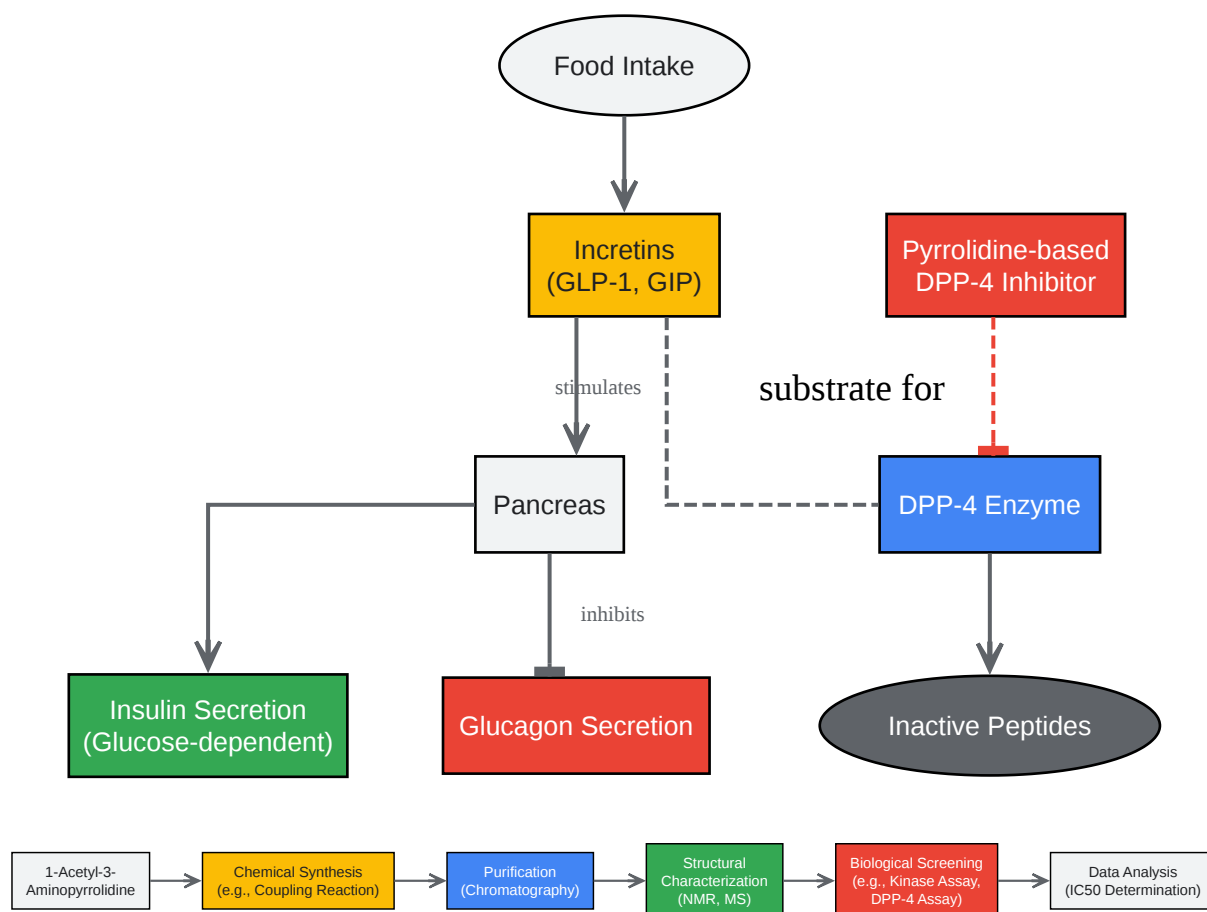 Food Intake
Incretins
(GLP-1, GIP)
Pyrrolidine-based
DPP-4 Inhibitor
stimulates
substrate for
Pancreas
DPP-4 Enzyme
inhibits
Insulin Secretion
(Glucose-dependent)
Glucagon Secretion
Inactive Peptides
1-Acetyl-3-
Aminopyrrolidine
Chemical Synthesis
(e.g., Coupling Reaction)
Purification
(Chromatography)
Structural
Characterization
(NMR, MS)
Biological Screening
(e.g., Kinase Assay,
DPP-4 Assay)
Data Analysis
(IC50 Determination)